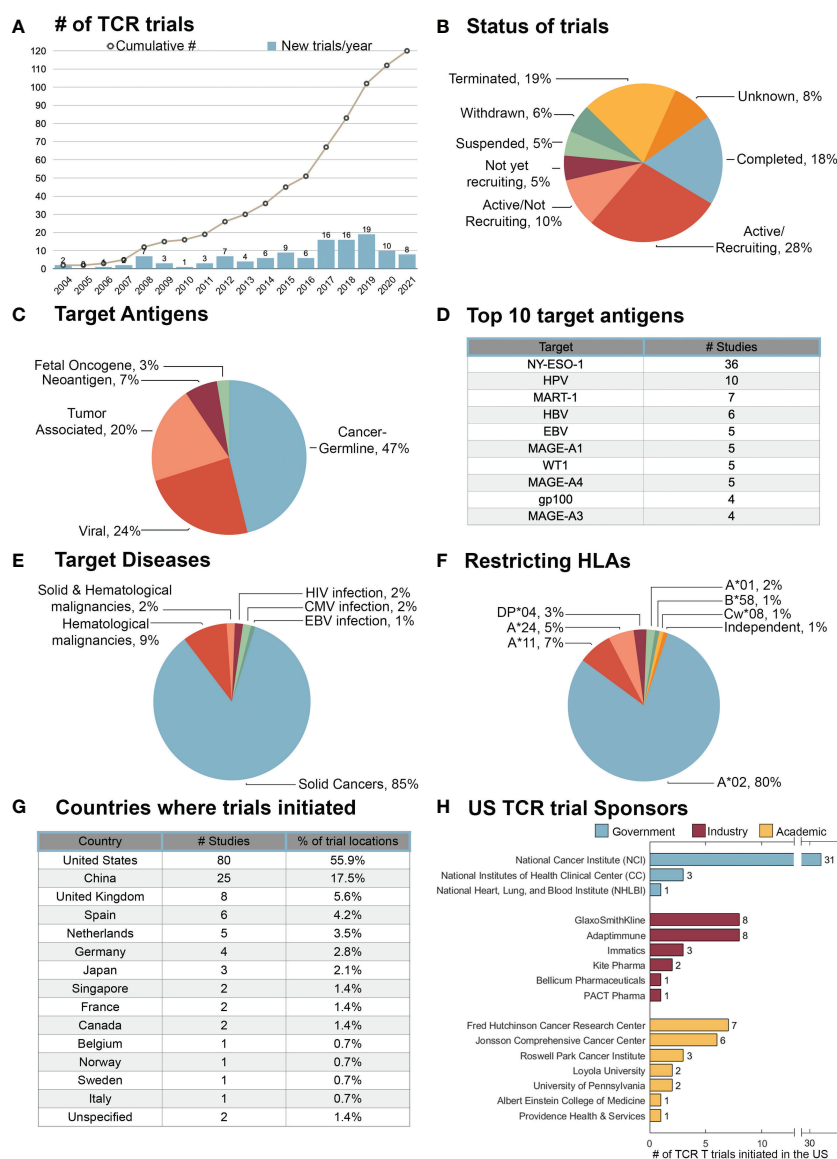 A # of TCR trials
Cumulative #
New trials/year
120
110
100
90
80
70
60
50
40
30
20
10
0
2
1
2
7
3
1
3
7
4
6
9
6
16
16
19
10
8
2004
2005
2006
2007
2008
2009
2010
2011
2012
2013
2014
2015
2016
2017
2018
2019
2020
2021
B Status of trials
Terminated, 19%
Unknown, 8%
Withdrawn, 6%
Suspended, 5%
Completed, 18%
Not yet
recruiting, 5%
Active/Not
Recruiting, 10%
Active/
Recruiting, 28%
C Target Antigens
Fetal Oncogene, 3%
Neoantigen, 7%
Tumor
Associated, 20%
Cancer-
Germline, 47%
Viral, 24%
D Top 10 target antigens
Target # Studies
NY-ESO-1 36
HPV 10
MART-1 7
HBV 6
EBV 5
MAGE-A1 5
WT1 5
MAGE-A4 5
gp100 4
MAGE-A3 4
E Target Diseases
Solid & Hematological
malignancies, 2%
Hematological
malignancies, 9%
HIV infection, 2%
CMV infection, 2%
EBV infection, 1%
Solid Cancers, 85%
F Restricting HLAs
A*01, 2%
B*58, 1%
Cw*08, 1%
Independent, 1%
DP*04, 3%
A*24, 5%
A*11, 7%
A*02, 80%
G Countries where trials initiated
Country # Studies % of trial locations
United States 80 55.9%
China 25 17.5%
United Kingdom 8 5.6%
Spain 6 4.2%
Netherlands 5 3.5%
Germany 4 2.8%
Japan 3 2.1%
Singapore 2 1.4%
France 2 1.4%
Canada 2 1.4%
Belgium 1 0.7%
Norway 1 0.7%
Sweden 1 0.7%
Italy 1 0.7%
Unspecified 2 1.4%
H US TCR trial Sponsors
Government Industry Academic
National Cancer Institute (NCI) 31
National Institutes of Health Clinical Center (CC) 3
National Heart, Lung, and Blood Institute (NHLBI) 1
GlaxoSmithKline 8
Adaptimmune 8
Immatics 3
Kite Pharma 2
Bellicum Pharmaceuticals 1
PACT Pharma 1
Fred Hutchinson Cancer Research Center 7
Jonsson Comprehensive Cancer Center 6
Roswell Park Cancer Institute 3
Loyola University 2
University of Pennsylvania 2
Albert Einstein College of Medicine 1
Providence Health & Services 1
0 5 10 30
# of TCR T trials initiated in the US